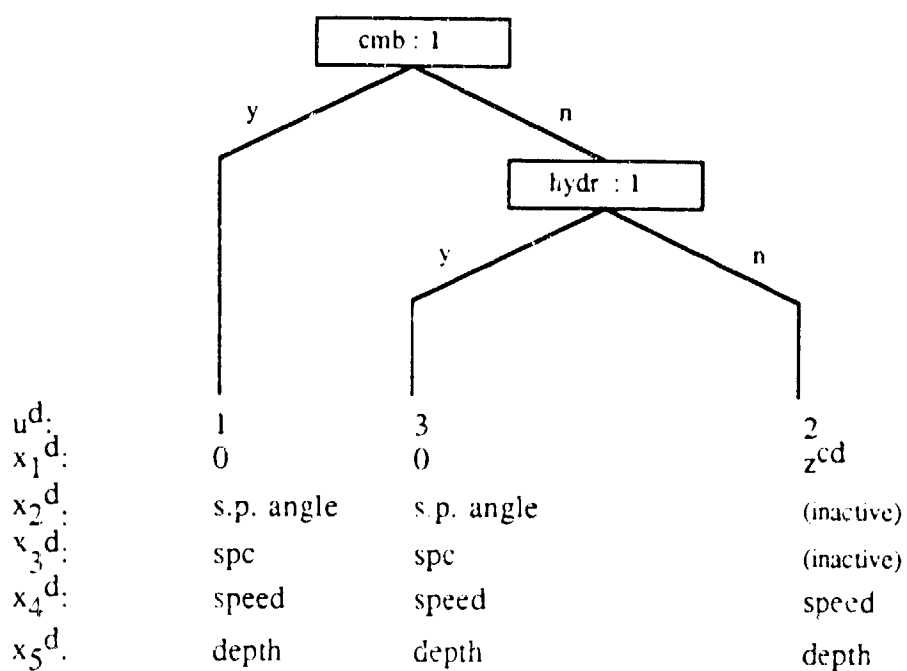 cmb : 1
y n
hydr : 1
y n
u^d: 1 3 2
x_1^d: 0 0 z^cd
x_2^d: s.p. angle s.p. angle (inactive)
x_3^d: spc spc (inactive)
x_4^d: speed speed speed
x_5^d: depth depth depth